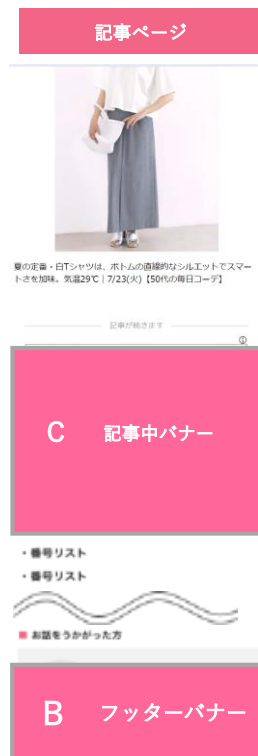 記事ページ
夏の定番・白Tシャツは、ボトムの直線的なシルエットでスマー
トさを加味。気温29℃｜7/23(火)【50代の毎日コーデ】
記事が続きます
C 記事中バナー
・番号リスト
・番号リスト
■ お話をうかがった方
B フッターバナー